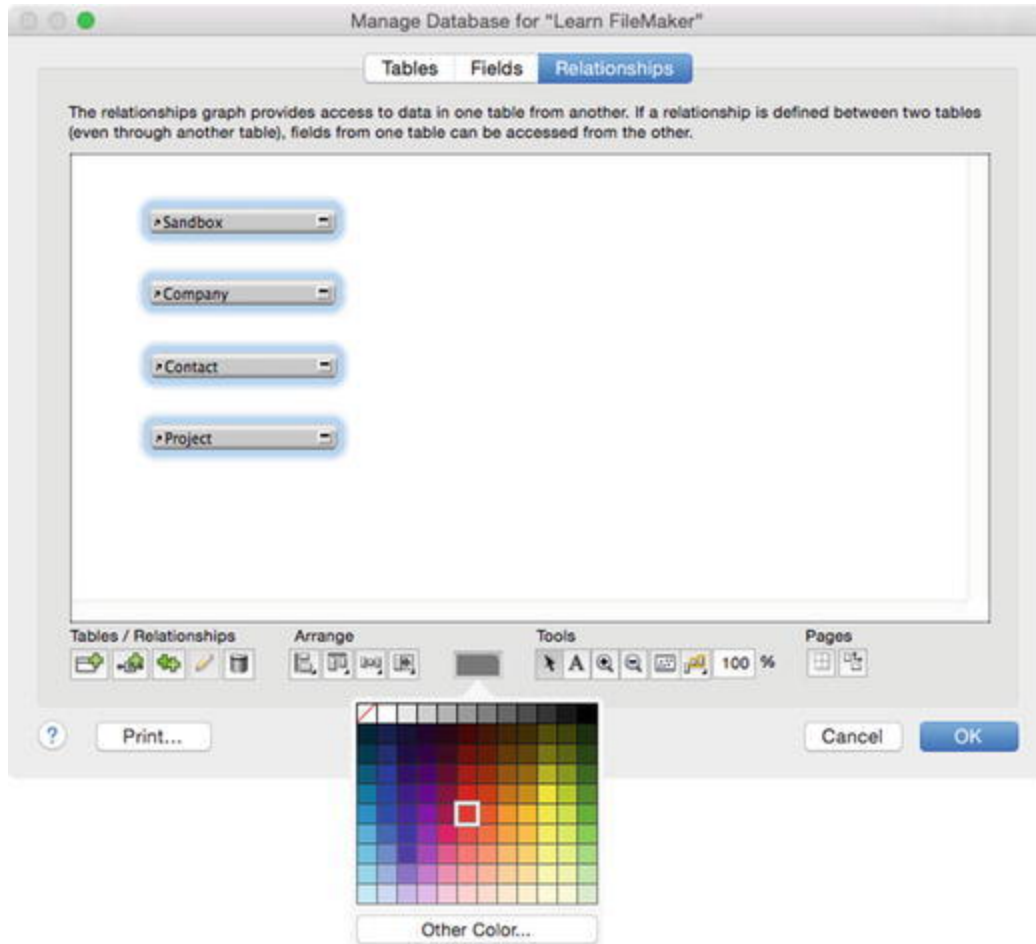 Manage Database for "Learn FileMaker"
Tables Fields Relationships
The relationships graph provides access to data in one table from another. If a relationship is defined between two tables
(even through another table), fields from one table can be accessed from the other.
Sandbox
Company
Contact
Project
Tables / Relationships Arrange Tools Pages
A 100 %
? Print... Cancel OK
Other Color...